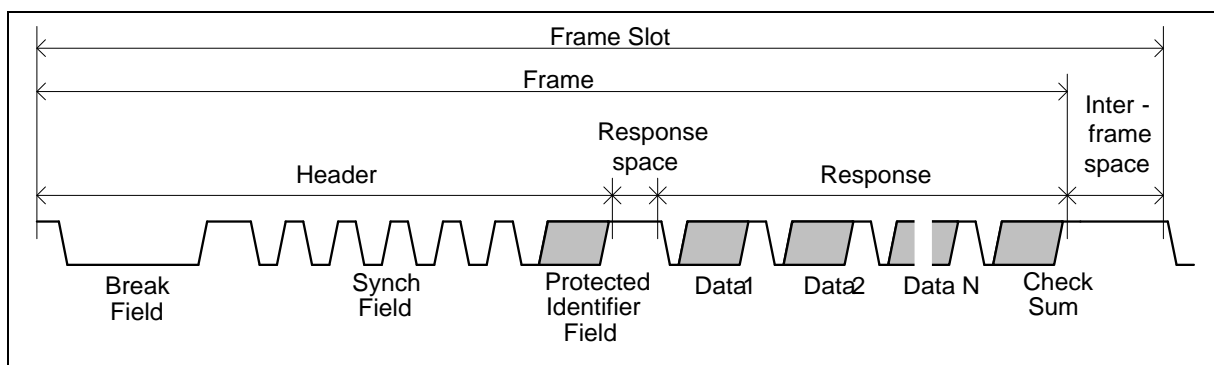 Frame Slot
Frame
Inter -
frame
space
Response
space
Header
Response
Break
Field
Synch
Field
Protected
Identifier
Field
Data1
Data2
Data N
Check
Sum